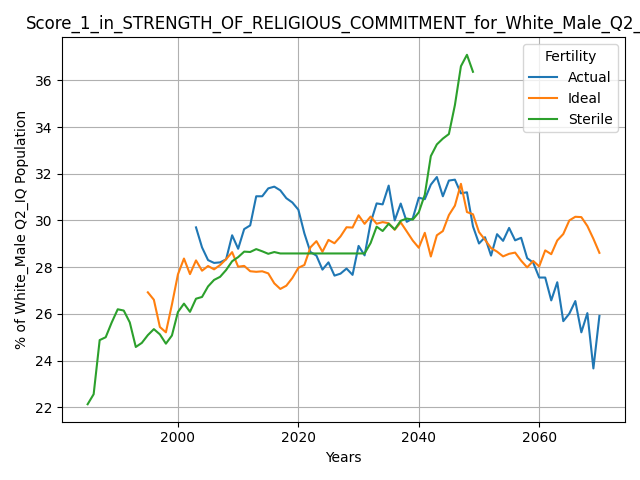 Score_1_in_STRENGTH_OF_RELIGIOUS_COMMITMENT_for_White_Male_Q2_
Fertility
Actual
Ideal
Sterile
% of White_Male Q2_IQ Population
36
34
32
30
28
26
24
22
2000 2020 2040 2060
Years